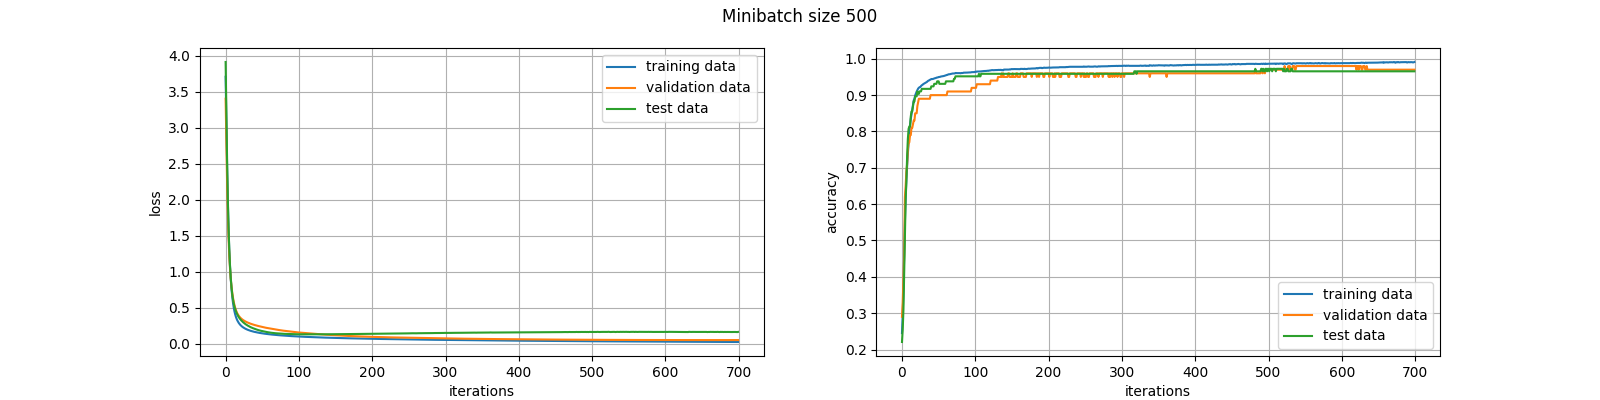 Minibatch size 500
4.0
3.5
3.0
2.5
2.0
1.5
1.0
0.5
0.0
loss
0 100 200 300 400 500 600 700
iterations
training data
validation data
test data
1.0
0.9
0.8
0.7
0.6
0.5
0.4
0.3
0.2
accuracy
0 100 200 300 400 500 600 700
iterations
training data
validation data
test data